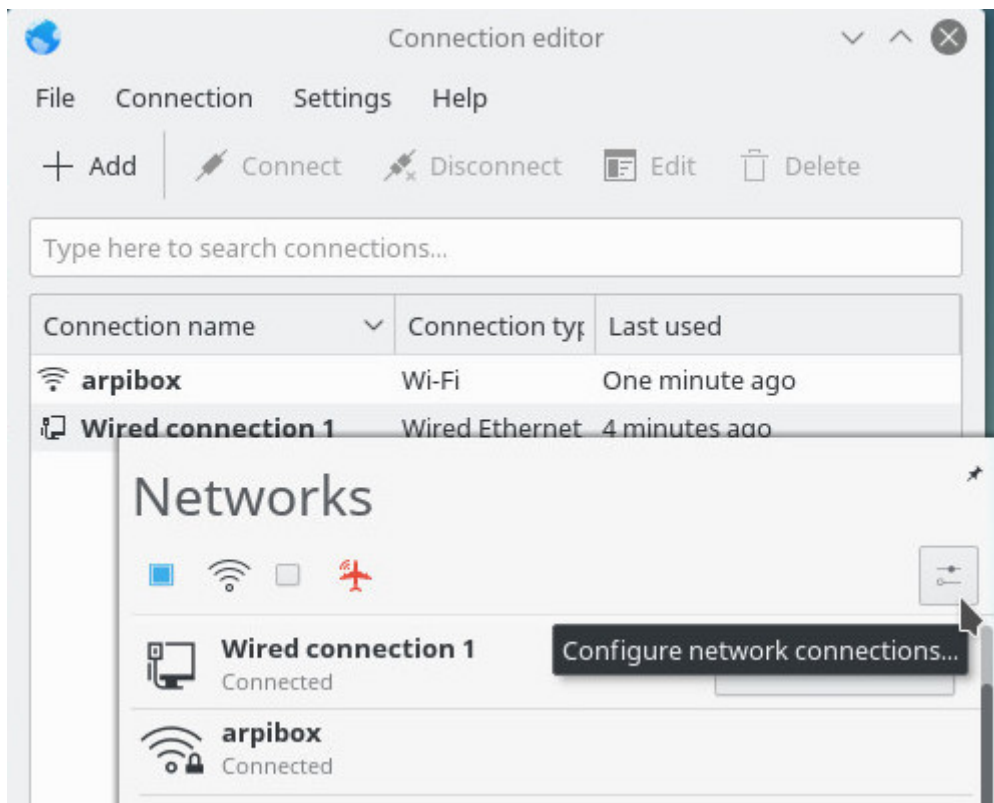 Connection editor
File Connection Settings Help
Add Connect Disconnect Edit Delete
Type here to search connections...
Connection name Connection typ Last used
arpibox Wi-Fi One minute ago
Wired connection 1 Wired Ethernet 4 minutes ago
Networks
Wired connection 1
Configure network connections...
Connected
arpibox
Connected